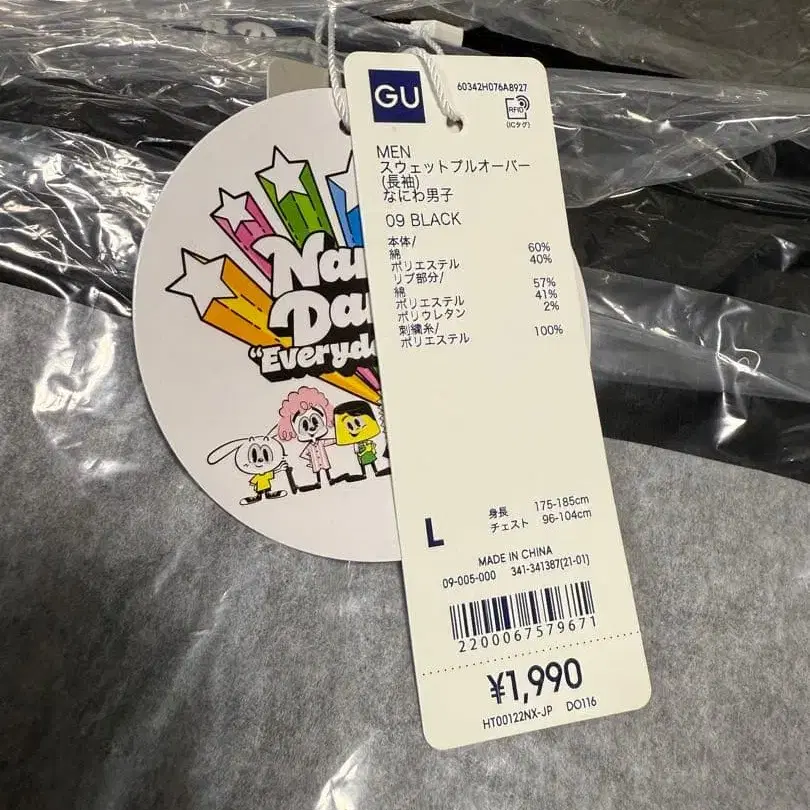 GU
60342H076A8927
RFID
(ICタグ)
MEN
スウェットプルオーバー
(長袖)
なにわ男子
09 BLACK
本体/
綿 60%
ポリエステル 40%
リブ部分/
綿 57%
ポリエステル 41%
ポリウレタン 2%
刺繍糸/
ポリエステル 100%
L
身長 175-185cm
チェスト 96-104cm
MADE IN CHINA
09-005-000 341-341387(21-01)
2200067579671
¥1,990
HT00122NX-JP DO116